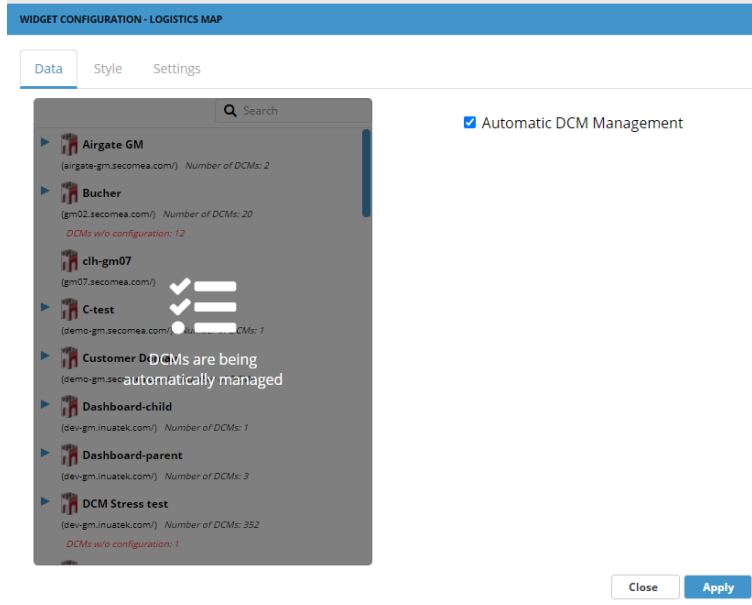 WIDGET CONFIGURATION - LOGISTICS MAP
Data Style Settings
Search
Automatic DCM Management
Airgate GM
(airgate-gm.secomea.com/) Number of DCMs: 2
Bucher
(gm02.secomea.com/) Number of DCMs: 20
DCMs w/o configuration: 12
clh-gm07
(gm07.secomea.com/)
C-test
(demo-gm.secomea.com/) DCMs: 1
Customer
(demo-gm.
DCMs are being
automatically managed
Dashboard-child
(dev-gm.inuatek.com/) Number of DCMs: 1
Dashboard-parent
(dev-gm.inuatek.com/) Number of DCMs: 3
DCM Stress test
(dev-gm.inuatek.com/) Number of DCMs: 352
DCMs w/o configuration: 1
Close Apply